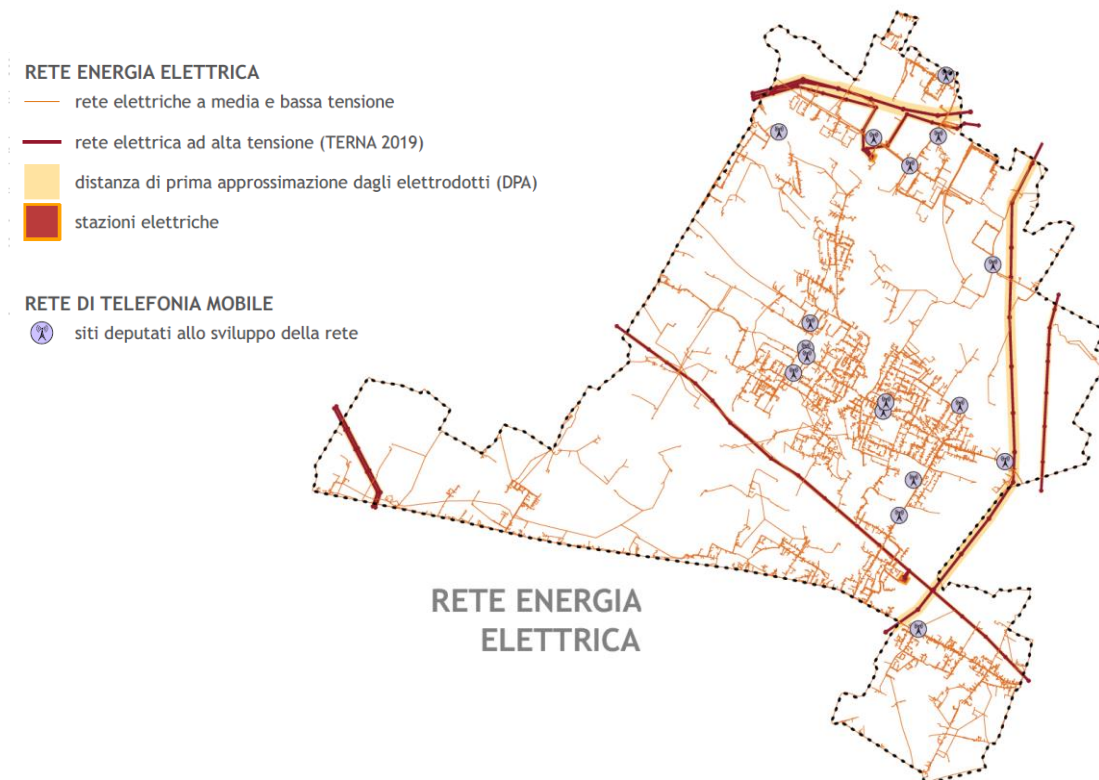 RETE ENERGIA ELETTRICA
rete elettriche a media e bassa tensione
rete elettrica ad alta tensione (TERNA 2019)
distanza di prima approssimazione dagli elettrodotti (DPA)
stazioni elettriche
RETE DI TELEFONIA MOBILE
siti deputati allo sviluppo della rete
RETE ENERGIA
ELETTRICA